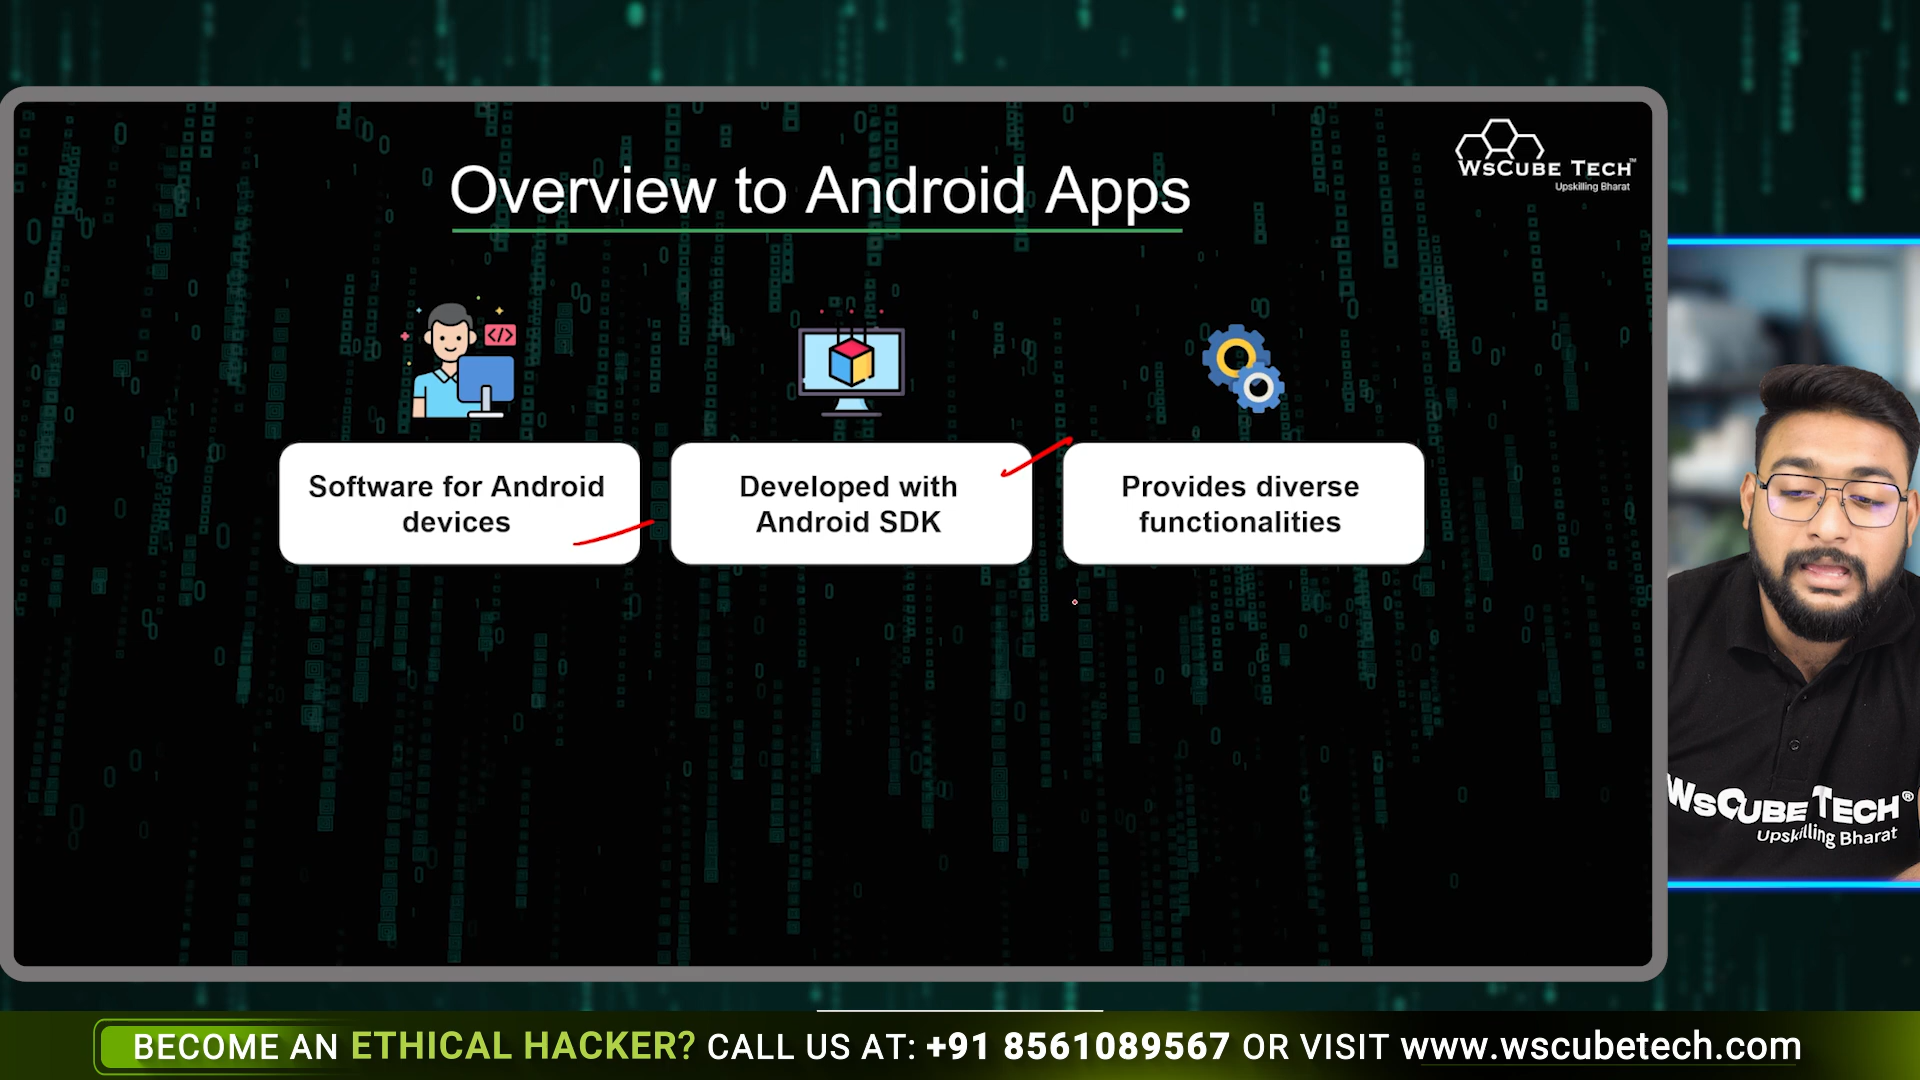 WsCube Tech™
Upskilling Bharat
Overview to Android Apps
</>
Software for Android
devices
Developed with
Android SDK
Provides diverse
functionalities
WsCube Tech®
Upskilling Bharat
BECOME AN ETHICAL HACKER? CALL US AT: +91 8561089567 OR VISIT www.wscubetech.com